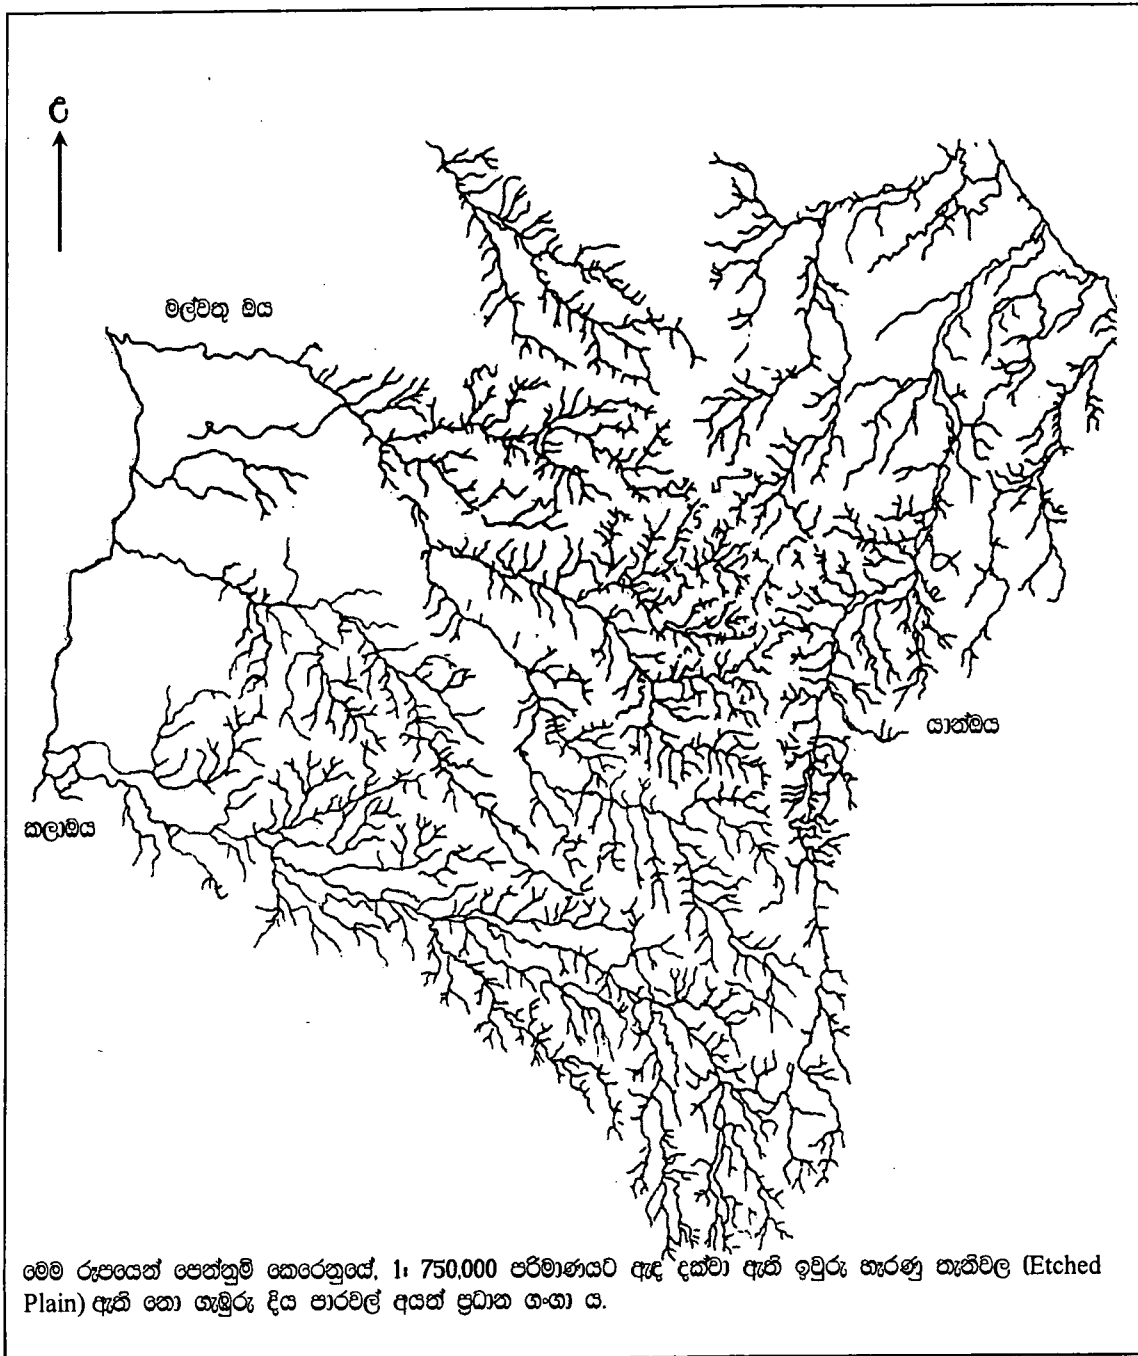 උ
මල්වතු ඔය
යාන්ඔය
කලාඔය
මෙම රූපයෙන් පෙන්නුම් කෙරෙනුයේ, 1: 750,000 පරිමාණයට ඇඳ දක්වා ඇති ඉවුරු හැරණු තැනිවල (Etched
Plain) ඇති නො ගැඹුරු දිය පාරවල් අයත් ප්‍රධාන ගංගා ය.